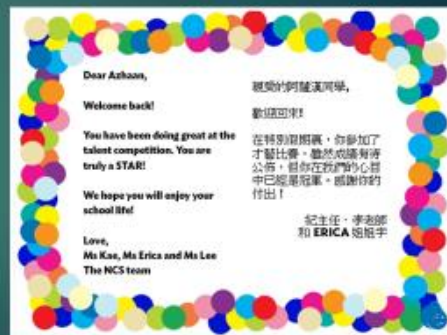 Dear Azhaan,
Welcome back!
You have been doing great at the
talent competition. You are
truly a STAR!
We hope you will enjoy your
school life!
Love,
Ms Kae, Ms Erica and Ms Lee
The NCS team
親愛的阿薩漢同學,
歡迎回來!
在特別假期裏，你參加了
才藝比賽。雖然成績有待
公佈，但你在我們的心目
中已經是冠軍。感謝你的
付出！
紀主任、李老師
和 ERICA 姐姐字